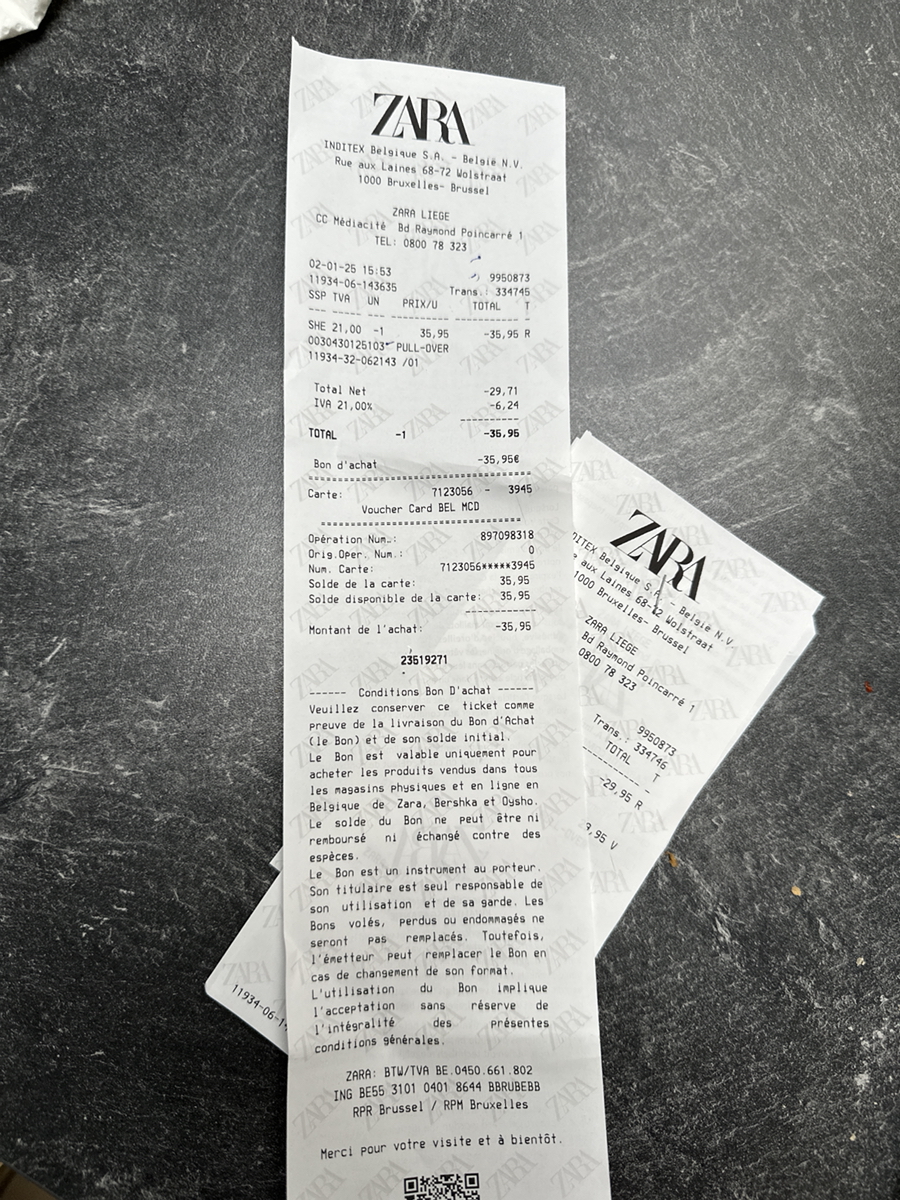 ZARA
INDITEX Belgique S.A. - België N.V.
Rue aux Laines 68-72 Wolstraat
1000 Bruxelles- Brussel
ZARA LIEGE
CC Médiacité Bd Raymond Poincarré 1
TEL: 0800 78 323
02-01-25 15:53 9950873
11934-06-143635 Trans.: 334745
SSP TVA UN PRIX/U TOTAL T
--- --- ---- ---------- ---------- -
SHE 21,00 -1 35,95 -35,95 R
0030430125103 PULL-OVER
11934-32-062143 /01
Total Net -29,71
IVA 21,00% -6,24
----------
TOTAL -1 -35,95
Bon d'achat -35,95€
===================================
Carte: 7123056 - 3945
Voucher Card BEL MCD
===============================
Opération Num.: 897098318
Orig.Oper. Num.: 0
Num. Carte: 7123056*****3945
Solde de la carte: 35,95
Solde disponible de la carte: 35,95
-----------
Montant de l'achat: -35,95
23519271
------ Conditions Bon D'achat ------
Veuillez conserver ce ticket comme
preuve de la livraison du Bon d'Achat
(le Bon) et de son solde initial.
Le Bon est valable uniquement pour
acheter les produits vendus dans tous
les magasins physiques et en ligne en
Belgique de Zara, Bershka et Oysho.
Le solde du Bon ne peut être ni
remboursé ni échangé contre des
espèces.
Le Bon est un instrument au porteur.
Son titulaire est seul responsable de
son utilisation et de sa garde. Les
Bons volés, perdus ou endommagés ne
seront pas remplacés. Toutefois,
l'émetteur peut remplacer le Bon en
cas de changement de son format.
L'utilisation du Bon implique
l'acceptation sans réserve de
l'intégralité des présentes
conditions générales.
ZARA: BTW/TVA BE.0450.661.802
ING BE55 3101 0401 8644 BBRUBEBB
RPR Brussel / RPM Bruxelles
Merci pour votre visite et à bientôt.
ZARA
Belgique S.A. - België N.V.
aux Laines 68-72 Wolstraat
1000 Bruxelles- Brussel
ZARA LIEGE
Bd Raymond Poincarré 1
0800 78 323
9950873
Trans.: 334746
TOTAL T
---------- -
-29,95 R
9,95 V
11934-06-1